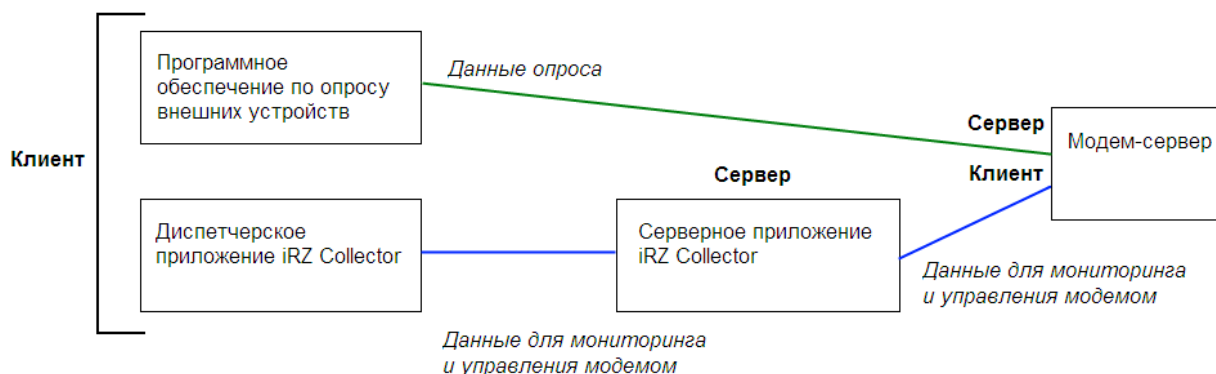 Программное
обеспечение по опросу
внешних устройств
Данные опроса
Сервер
Модем-сервер
Клиент
Клиент
Сервер
Диспетчерское
приложение iRZ Collector
Серверное приложение
iRZ Collector
Данные для мониторинга
и управления модемом
Данные для мониторинга
и управления модемом